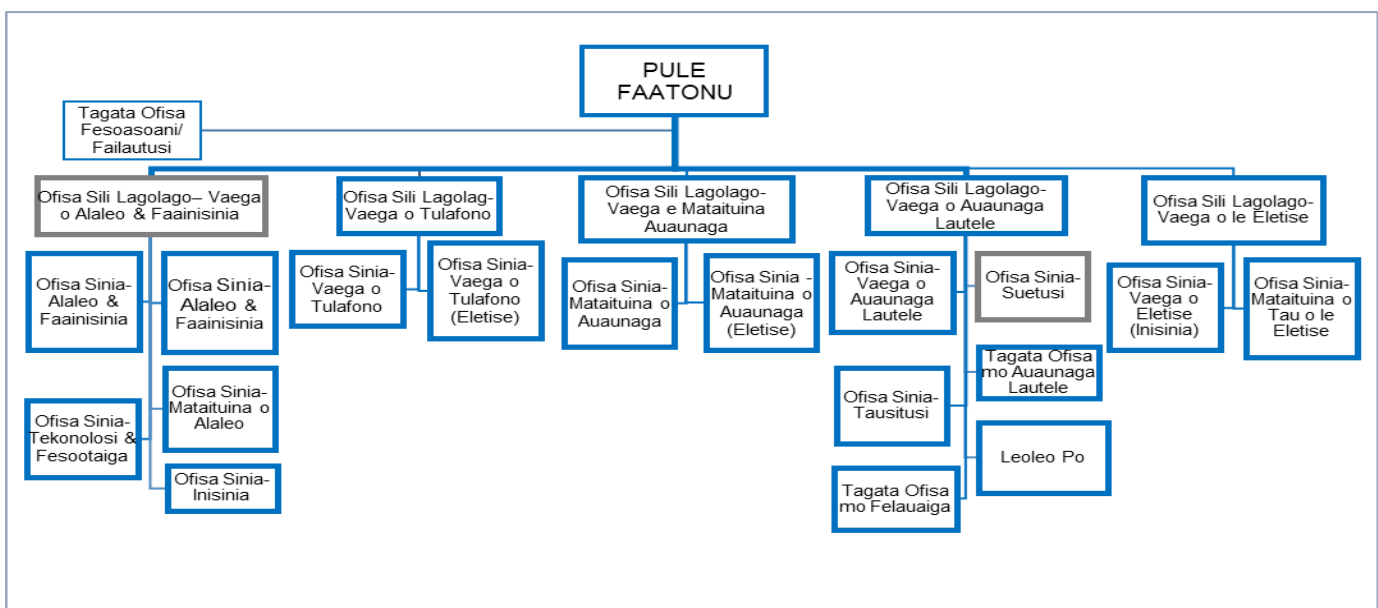 PULE
FAATONU
Tagata Ofisa
Fesoasoani/
Failautusi
Ofisa Sili Lagolago– Vaega
o Alaleo & Faainisinia
Ofisa Sili Lagolag-
Vaega o Tulafono
Ofisa Sili Lagolago-
Vaega e Mataituina
Auaunaga
Ofisa Sili Lagolago-
Vaega o Auaunaga
Lautele
Ofisa Sili Lagolago-
Vaega o le Eletise
Ofisa Sinia-
Alaleo &
Faainisinia
Ofisa Sinia-
Alaleo &
Faainisinia
Ofisa Sinia-
Vaega o
Tulafono
Ofisa Sinia-
Vaega o
Tulafono
(Eletise)
Ofisa Sinia-
Mataituina o
Auaunaga
Ofisa Sinia -
Mataituina o
Auaunaga
(Eletise)
Ofisa Sinia-
Vaega o
Auaunaga
Lautele
Ofisa Sinia-
Suetusi
Ofisa Sinia-
Vaega o
Eletise
(Inisinia)
Ofisa Sinia-
Mataituina o
Tau o le
Eletise
Tagata Ofisa
mo Auaunaga
Lautele
Ofisa Sinia-
Mataituina o
Alaleo
Ofisa Sinia-
Tausitusi
Ofisa Sinia-
Tekonolosi &
Fesootaiga
Leoleo Po
Ofisa Sinia-
Inisinia
Tagata Ofisa
mo Felauaiga